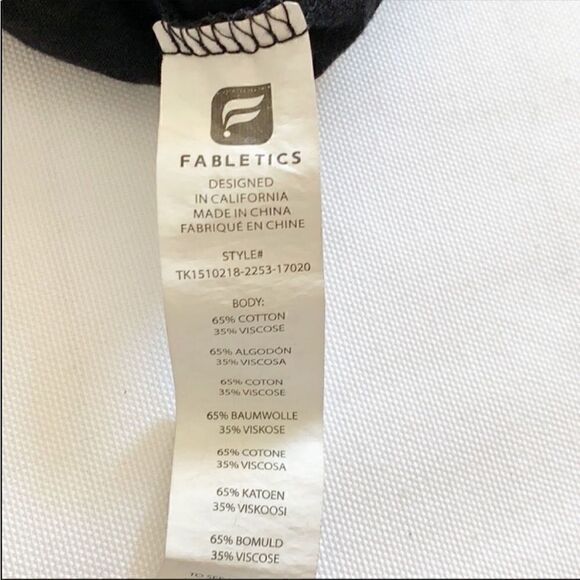 FABLETICS
DESIGNED
IN CALIFORNIA
MADE IN CHINA
FABRIQUÉ EN CHINE
STYLE#
TK1510218-2253-17020
BODY:
65% COTTON
35% VISCOSE
65% ALGODÓN
35% VISCOSA
65% COTON
35% VISCOSE
65% BAUMWOLLE
35% VISKOSE
65% COTONE
35% VISCOSA
65% KATOEN
35% VISKOOSI
65% BOMULD
35% VISCOSE
TO SEE